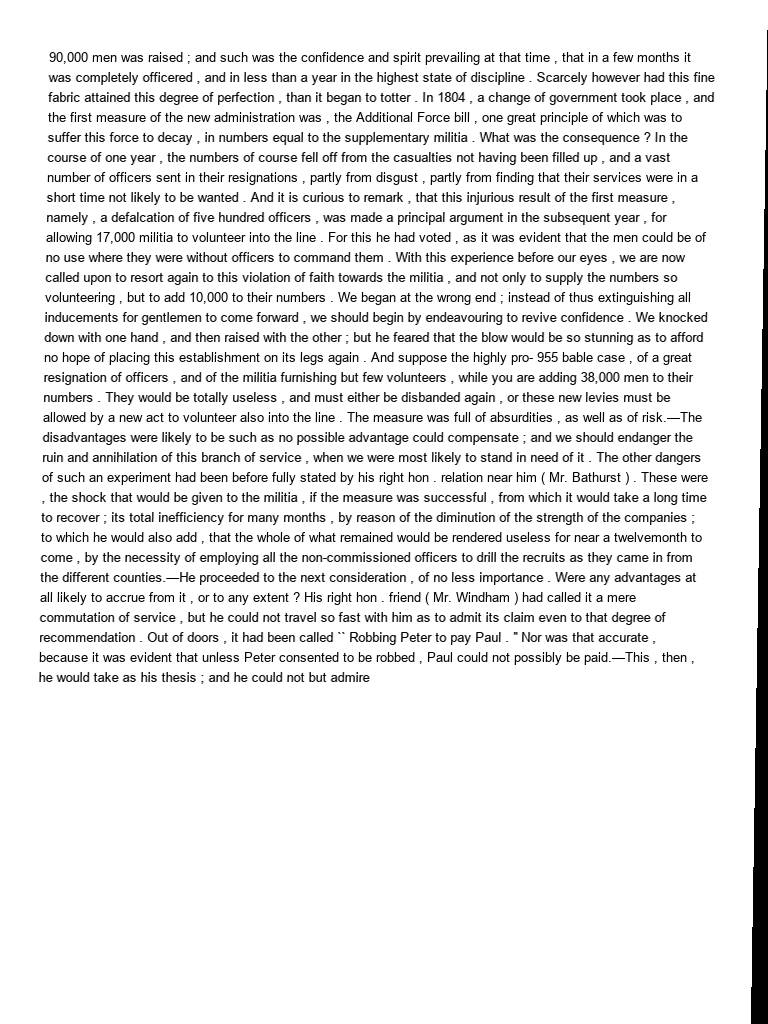 90,000 men was raised ; and such was the confidence and spirit prevailing at that time , that in a few months it
was completely officered , and in less than a year in the highest state of discipline . Scarcely however had this fine
fabric attained this degree of perfection , than it began to totter . In 1804 , a change of government took place , and
the first measure of the new administration was , the Additional Force bill , one great principle of which was to
suffer this force to decay , in numbers equal to the supplementary militia . What was the consequence ? In the
course of one year , the numbers of course fell off from the casualties not having been filled up , and a vast
number of officers sent in their resignations , partly from disgust , partly from finding that their services were in a
short time not likely to be wanted . And it is curious to remark , that this injurious result of the first measure ,
namely , a defalcation of five hundred officers , was made a principal argument in the subsequent year , for
allowing 17,000 militia to volunteer into the line . For this he had voted , as it was evident that the men could be of
no use where they were without officers to command them . With this experience before our eyes , we are now
called upon to resort again to this violation of faith towards the militia , and not only to supply the numbers so
volunteering , but to add 10,000 to their numbers . We began at the wrong end ; instead of thus extinguishing all
inducements for gentlemen to come forward , we should begin by endeavouring to revive confidence . We knocked
down with one hand , and then raised with the other ; but he feared that the blow would be so stunning as to afford
no hope of placing this establishment on its legs again . And suppose the highly pro- 955 bable case , of a great
resignation of officers , and of the militia furnishing but few volunteers , while you are adding 38,000 men to their
numbers . They would be totally useless , and must either be disbanded again , or these new levies must be
allowed by a new act to volunteer also into the line . The measure was full of absurdities , as well as of risk.—The
disadvantages were likely to be such as no possible advantage could compensate ; and we should endanger the
ruin and annihilation of this branch of service , when we were most likely to stand in need of it . The other dangers
of such an experiment had been before fully stated by his right hon . relation near him ( Mr. Bathurst ) . These were
, the shock that would be given to the militia , if the measure was successful , from which it would take a long time
to recover ; its total inefficiency for many months , by reason of the diminution of the strength of the companies ;
to which he would also add , that the whole of what remained would be rendered useless for near a twelvemonth to
come , by the necessity of employing all the non-commissioned officers to drill the recruits as they came in from
the different counties.—He proceeded to the next consideration , of no less importance . Were any advantages at
all likely to accrue from it , or to any extent ? His right hon . friend ( Mr. Windham ) had called it a mere
commutation of service , but he could not travel so fast with him as to admit its claim even to that degree of
recommendation . Out of doors , it had been called `` Robbing Peter to pay Paul . " Nor was that accurate ,
because it was evident that unless Peter consented to be robbed , Paul could not possibly be paid.—This , then ,
he would take as his thesis ; and he could not but admire